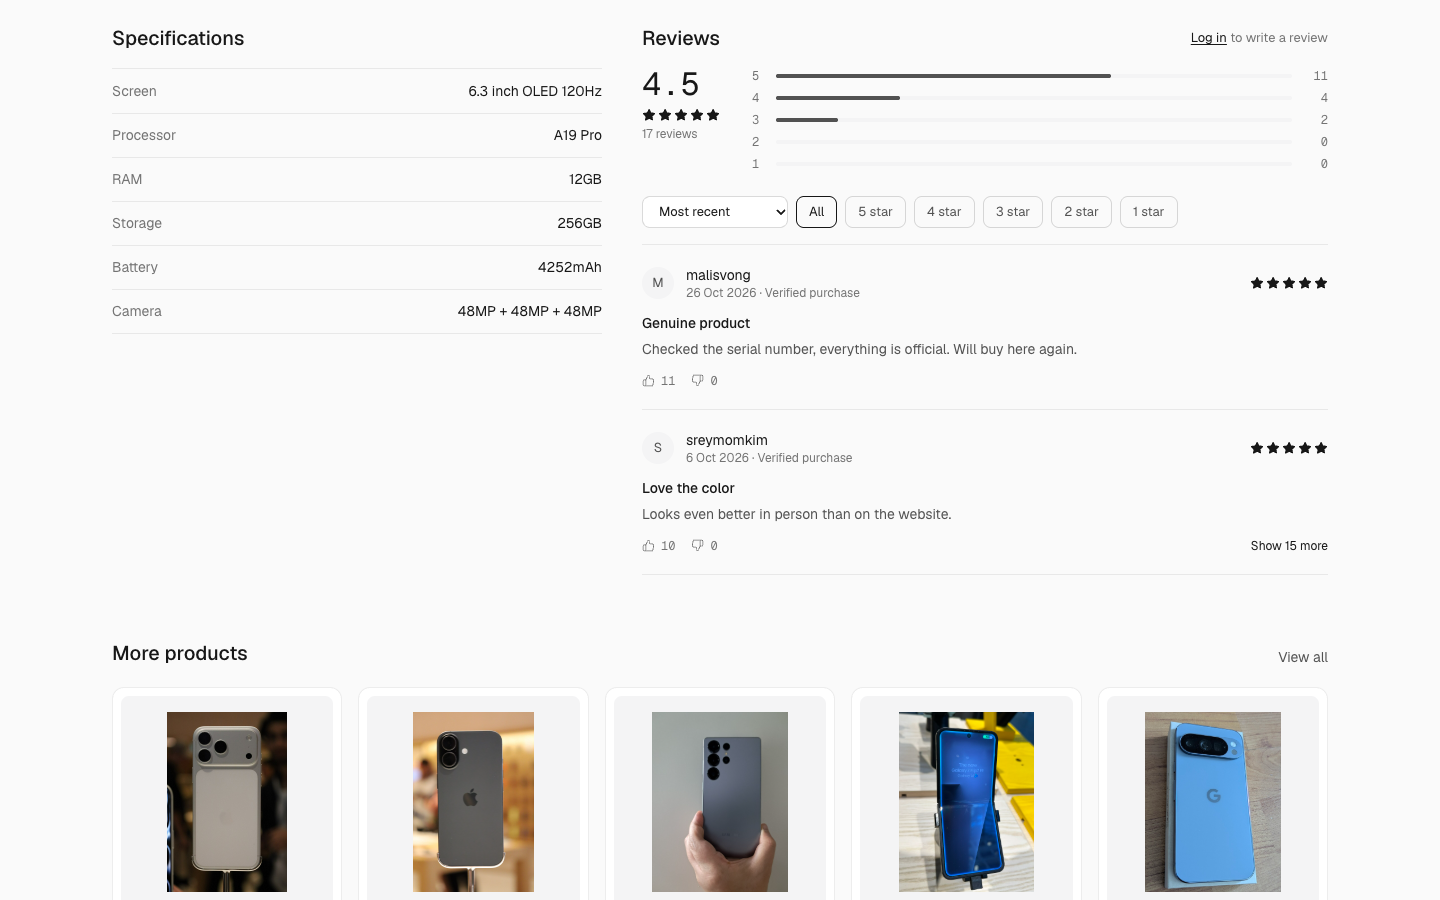 Specifications
Screen 6.3 inch OLED 120Hz
Processor A19 Pro
RAM 12GB
Storage 256GB
Battery 4252mAh
Camera 48MP + 48MP + 48MP
Reviews
Log in to write a review
4.5
17 reviews
5 11
4 4
3 2
2 0
1 0
Most recent All 5 star 4 star 3 star 2 star 1 star
M
malisvong
26 Oct 2026 · Verified purchase
Genuine product
Checked the serial number, everything is official. Will buy here again.
11 0
S
sreymomkim
6 Oct 2026 · Verified purchase
Love the color
Looks even better in person than on the website.
10 0
Show 15 more
More products
View all
G